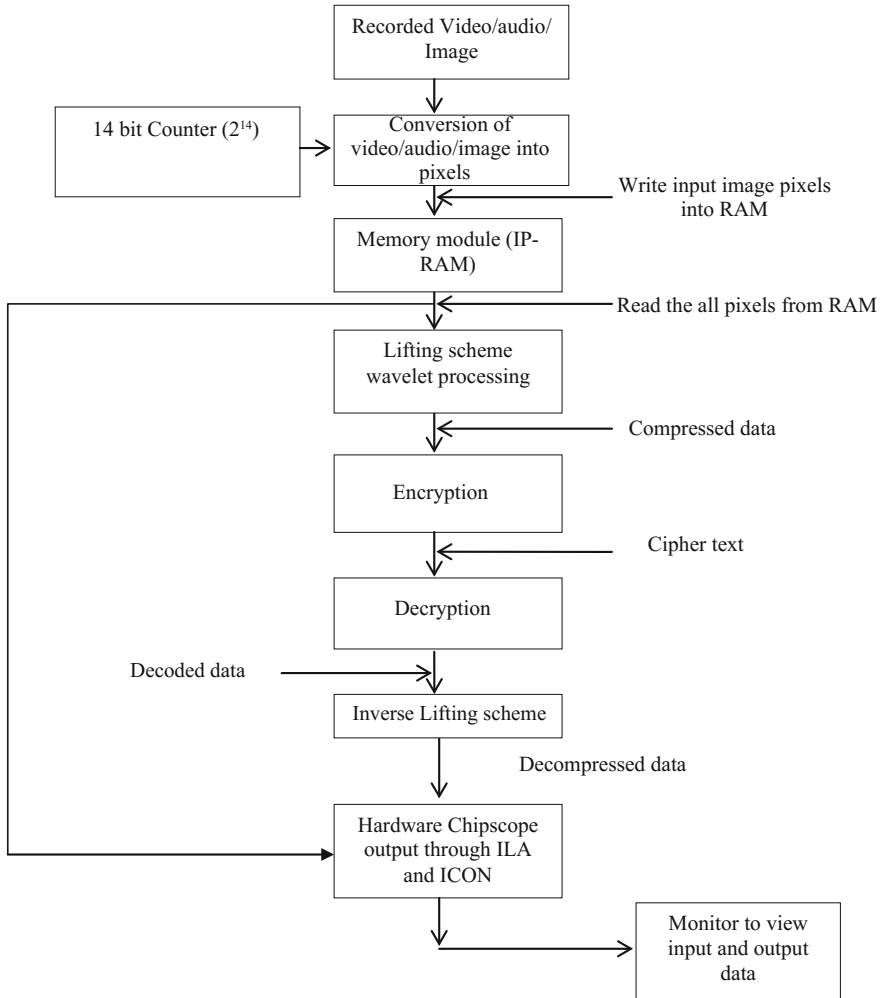 Recorded Video/audio/
Image
14 bit Counter (2¹⁴)
Conversion of
video/audio/image into
pixels
Write input image pixels
into RAM
Memory module (IP-
RAM)
Read the all pixels from RAM
Lifting scheme
wavelet processing
Compressed data
Encryption
Cipher text
Decryption
Decoded data
Inverse Lifting scheme
Decompressed data
Hardware Chipscope
output through ILA
and ICON
Monitor to view
input and output
data